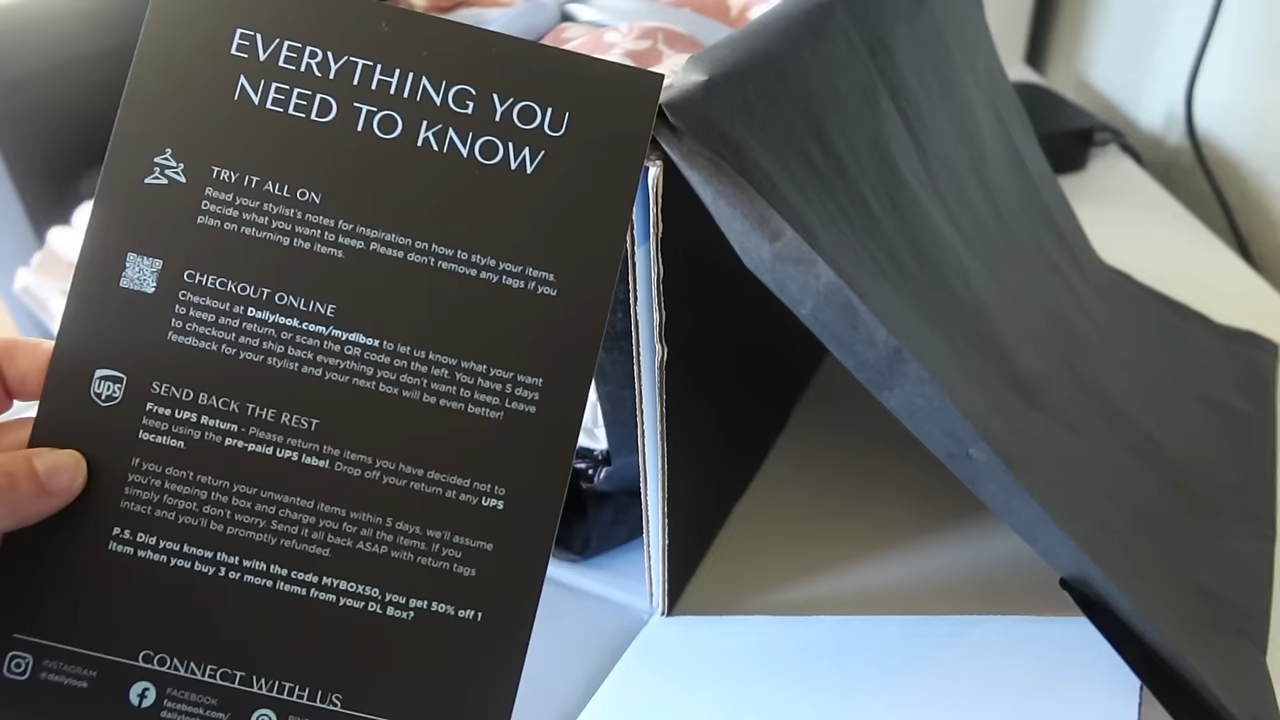 EVERYTHING YOU
NEED TO KNOW
TRY IT ALL ON
Read your stylist's notes for inspiration on how to style your items.
Decide what you want to keep. Please don't remove any tags if you
plan on returning the items.
CHECKOUT ONLINE
Checkout at Dailylook.com/mydlbox to let us know what your want
to keep and return, or scan the QR code on the left. You have 5 days
to checkout and ship back everything you don't want to keep. Leave
feedback for your stylist and your next box will be even better!
ups
SEND BACK THE REST
Free UPS Return - Please return the items you have decided not to
keep using the pre-paid UPS label. Drop off your return at any UPS
location.
If you don't return your unwanted items within 5 days, we'll assume
you're keeping the box and charge you for all the items. If you
simply forgot, don't worry. Send it all back ASAP with return tags
intact and you'll be promptly refunded.
P.S. Did you know that with the code MYBOX50, you get 50% off 1
item when you buy 3 or more items from your DL Box?
CONNECT WITH US
INSTAGRAM
@dailylook
FACEBOOK
facebook.com/
dailylook